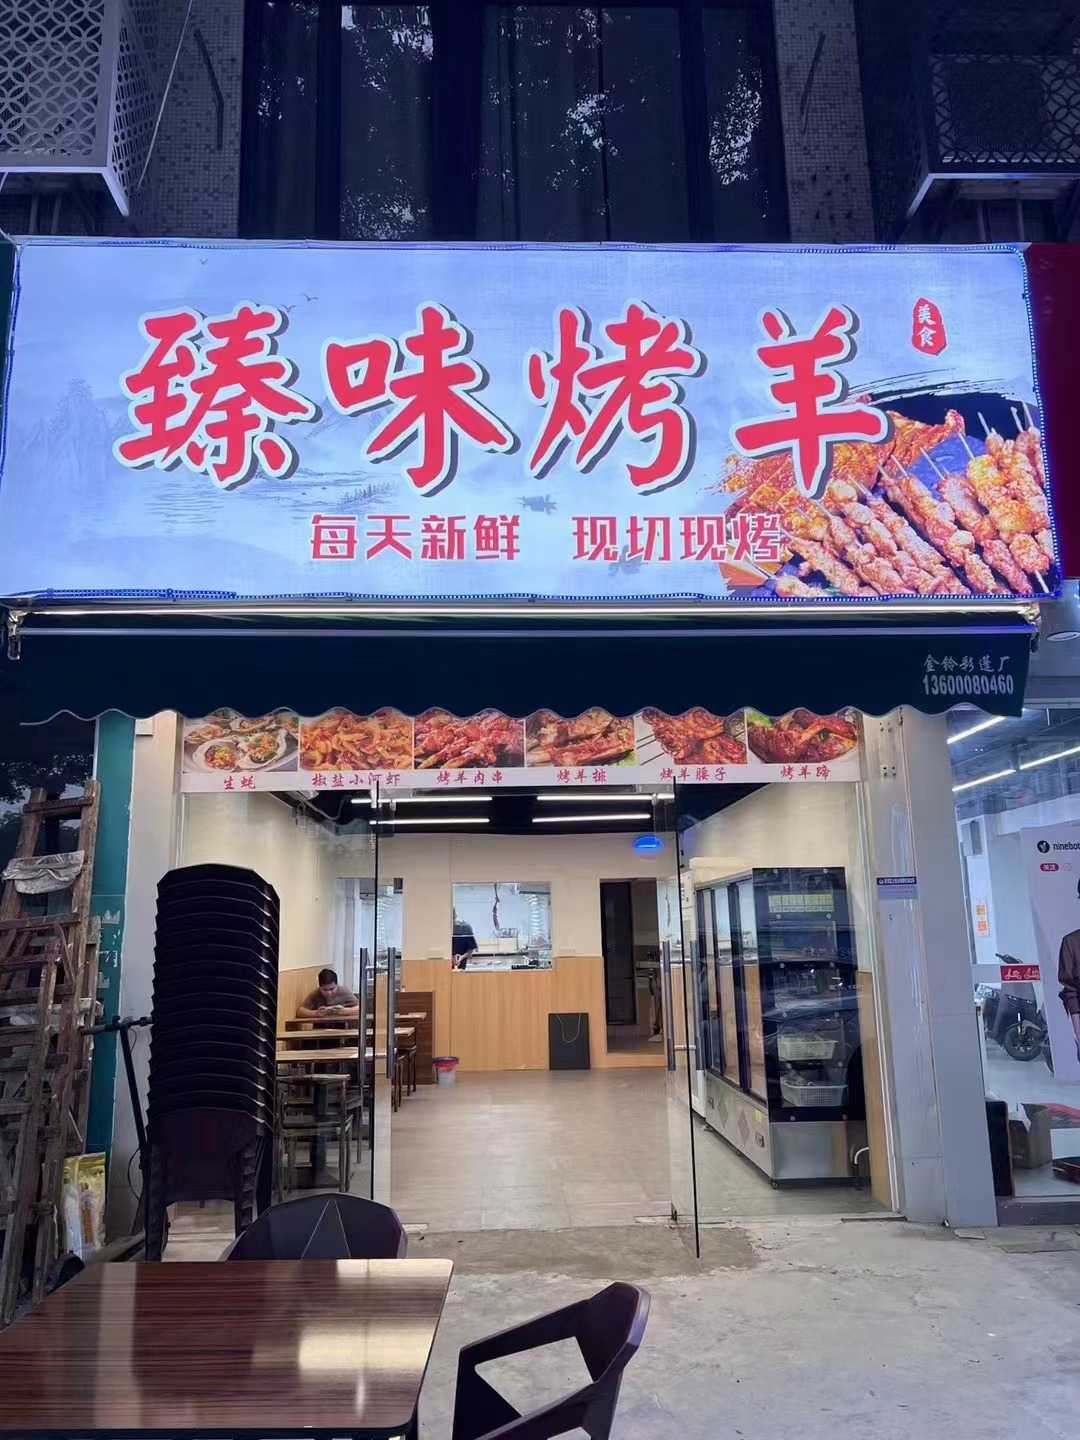 臻味烤羊
美食
每天新鲜 现切现烤
金铃彩莲厂
13600080460
生蚝 椒盐小河虾 烤羊肉串 烤羊排 烤羊腰子 烤羊蹄
ninebot